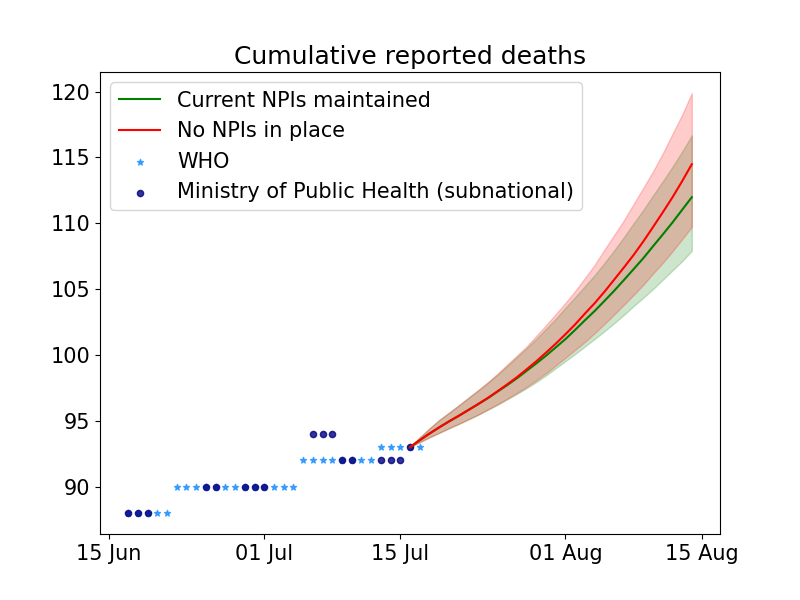 Cumulative reported deaths
Current NPIs maintained
No NPIs in place
WHO
Ministry of Public Health (subnational)
120
115
110
105
100
95
90
15 Jun
01 Jul
15 Jul
01 Aug
15 Aug